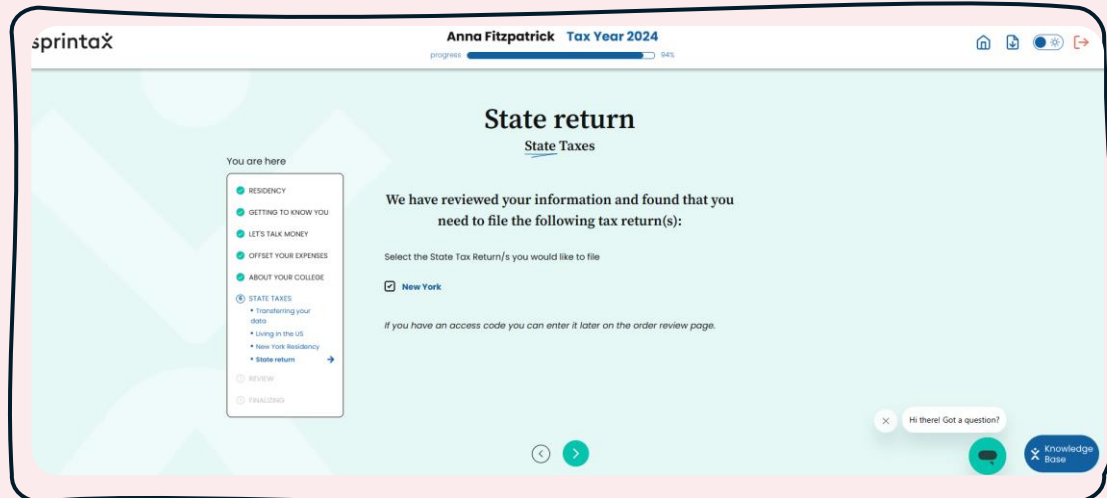 sprintax
Anna Fitzpatrick Tax Year 2024
progress 94%
State return
State Taxes
You are here
RESIDENCY
GETTING TO KNOW YOU
LET'S TALK MONEY
OFFSET YOUR EXPENSES
ABOUT YOUR COLLEGE
STATE TAXES
• Transferring your
data
• Living in the US
• New York Residency
• State return
REVIEW
FINALIZING
We have reviewed your information and found that you
need to file the following tax return(s):
Select the State Tax Return/s you would like to file
New York
If you have an access code you can enter it later on the order review page.
Hi there! Got a question?
Knowledge
Base